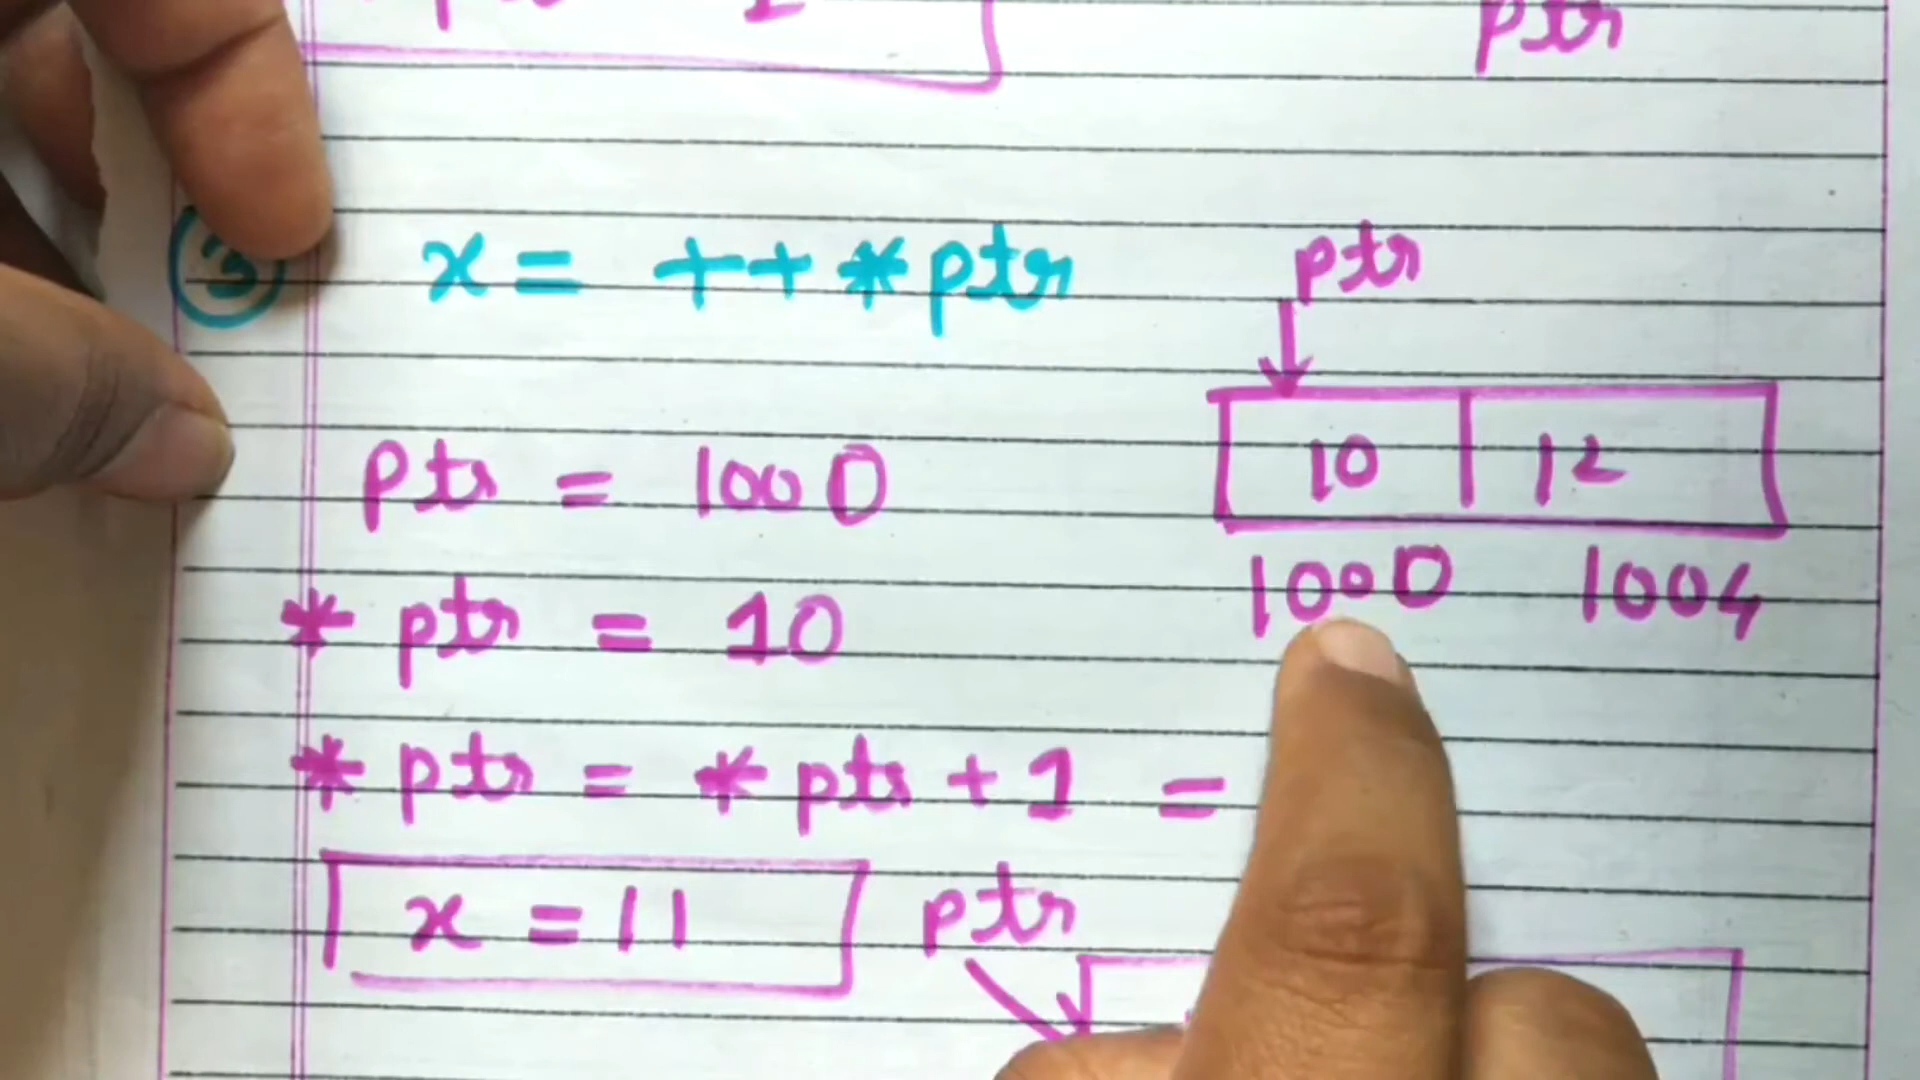 ptr
③ x = ++ *ptr
ptr
ptr = 1000
10 | 12
1000 1004
* ptr = 10
* ptr = * ptr + 1 =
x = 11
ptr